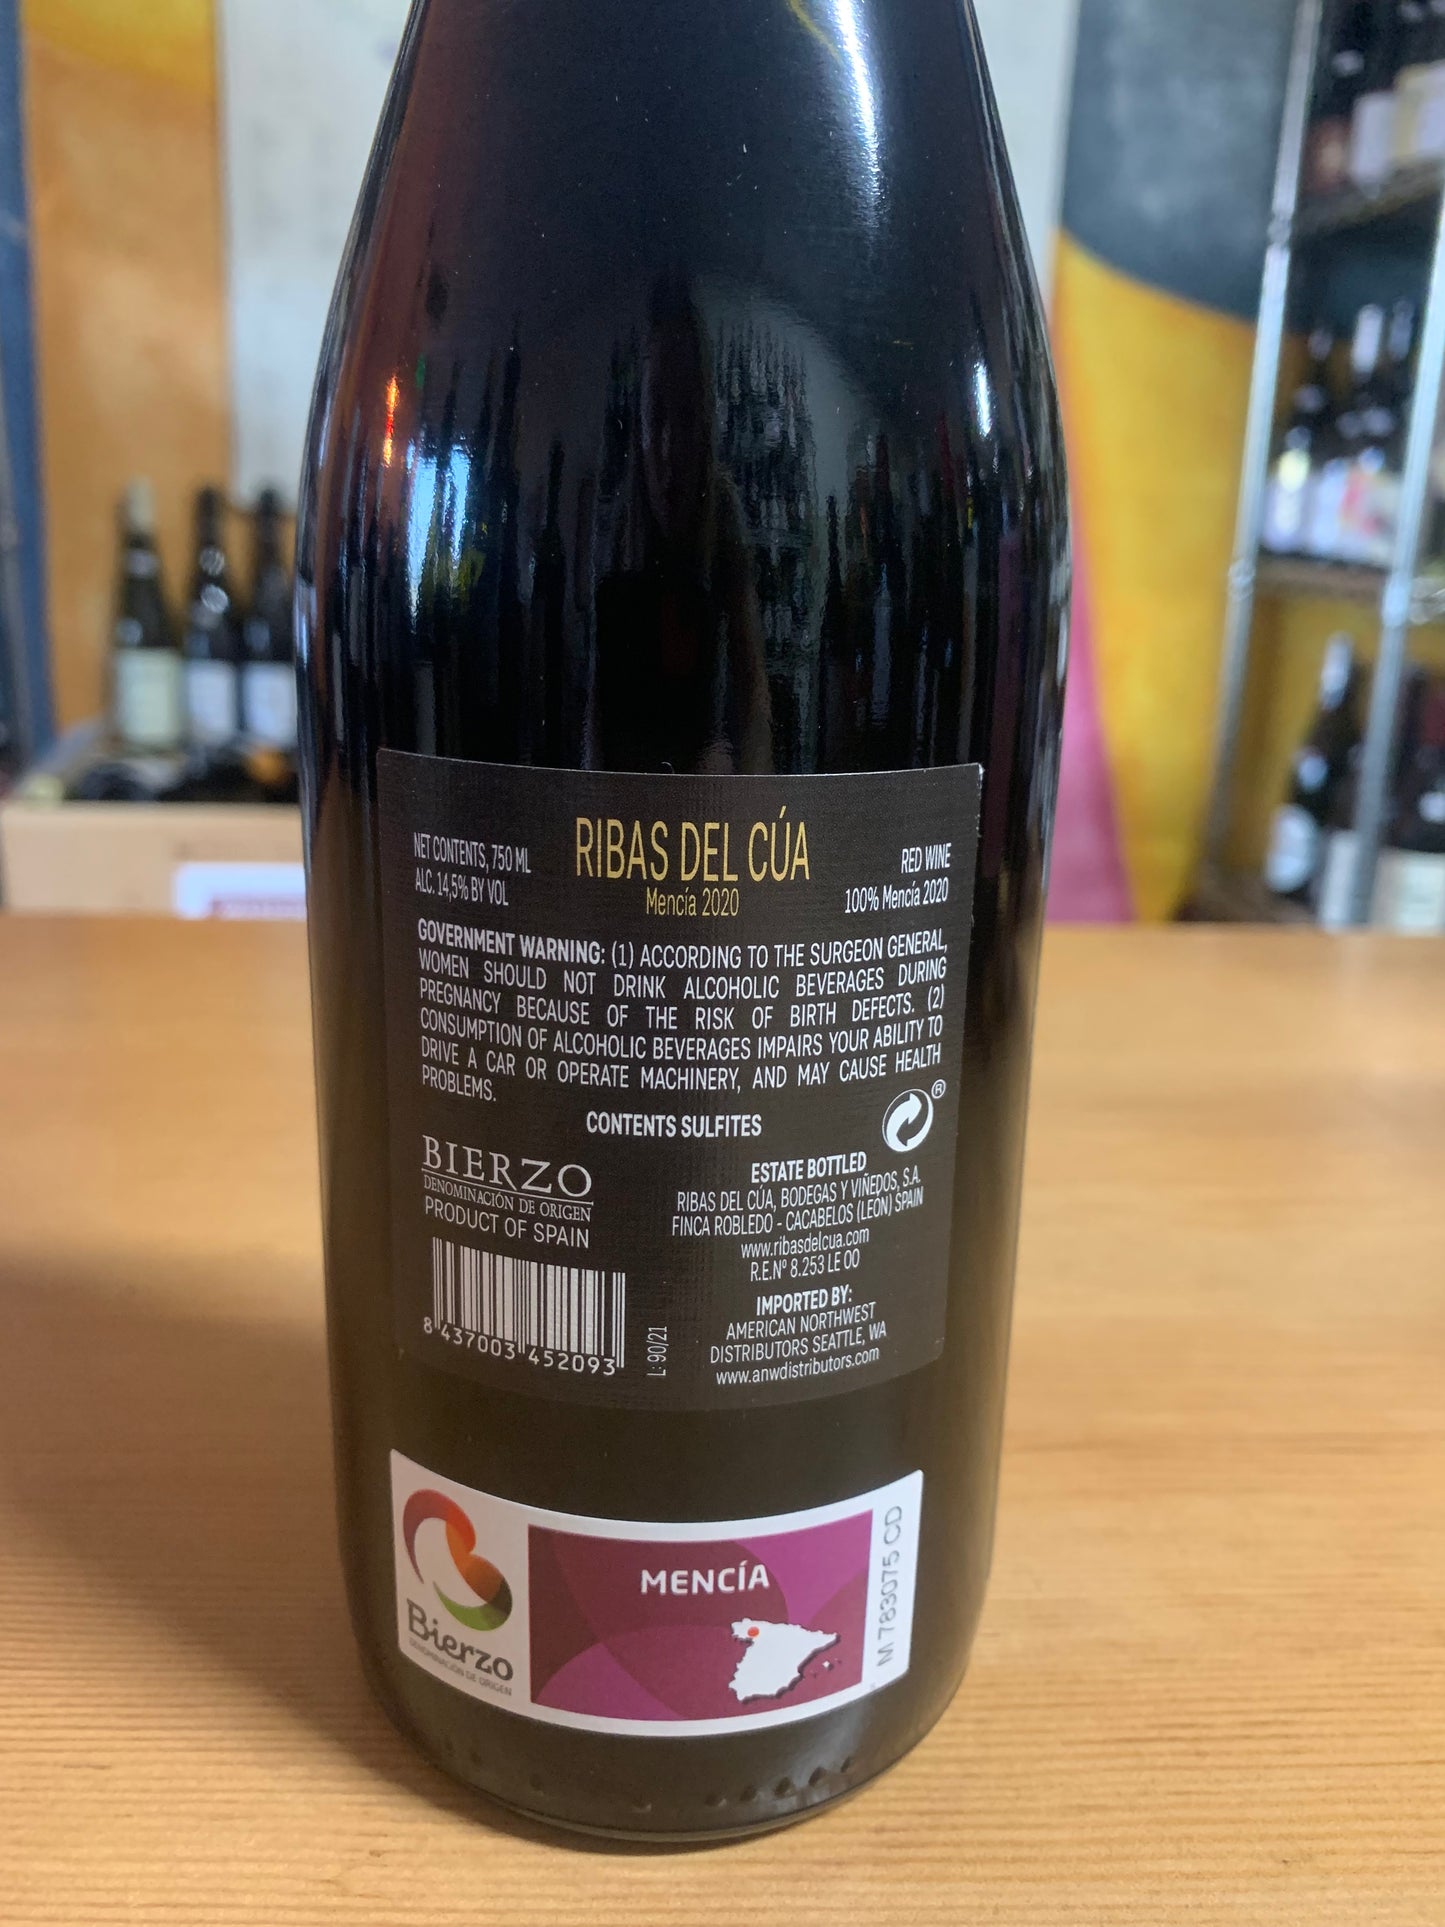 NET CONTENTS, 750 ML
ALC. 14,5% BY VOL
RIBAS DEL CÚA
Mencía 2020
RED WINE
100% Mencía 2020
GOVERNMENT WARNING: (1) ACCORDING TO THE SURGEON GENERAL,
WOMEN SHOULD NOT DRINK ALCOHOLIC BEVERAGES DURING
PREGNANCY BECAUSE OF THE RISK OF BIRTH DEFECTS. (2)
CONSUMPTION OF ALCOHOLIC BEVERAGES IMPAIRS YOUR ABILITY TO
DRIVE A CAR OR OPERATE MACHINERY, AND MAY CAUSE HEALTH
PROBLEMS.
CONTENTS SULFITES
®
BIERZO
DENOMINACIÓN DE ORIGEN
PRODUCT OF SPAIN
8 437003 452093
L: 90/21
ESTATE BOTTLED
RIBAS DEL CÚA, BODEGAS Y VIÑEDOS, S.A.
FINCA ROBLEDO - CACABELOS (LEÓN) SPAIN
www.ribasdelcua.com
R.E.Nº 8.253 LE 00
IMPORTED BY:
AMERICAN NORTHWEST
DISTRIBUTORS SEATTLE, WA
www.anwdistributors.com
Bierzo
DENOMINACIÓN DE ORIGEN
MENCÍA
M 783075 CD